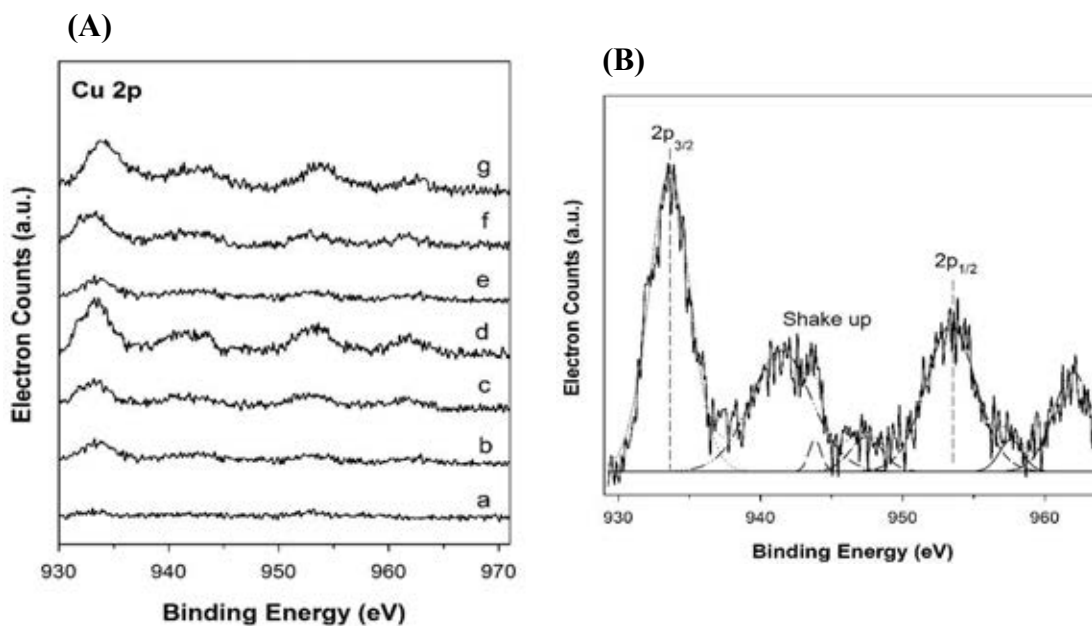 (A)
Cu 2p
g
f
e
d
c
b
a
Electron Counts (a.u.)
930 940 950 960 970
Binding Energy (eV)
(B)
2p3/2
2p1/2
Shake up
Electron Counts (a.u.)
930 940 950 960
Binding Energy (eV)